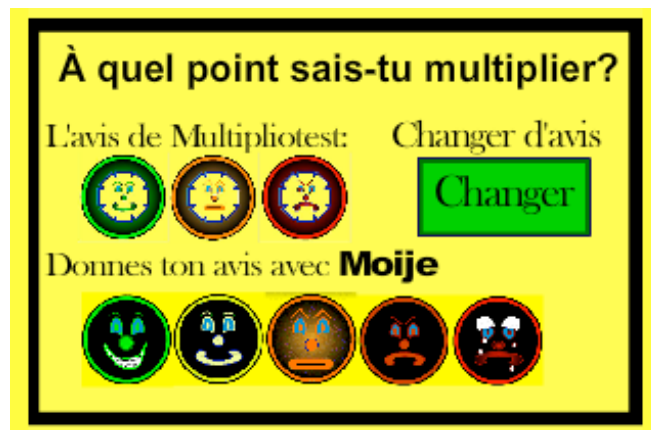 À quel point sais-tu multiplier?
L'avis de Multipliotest:
Changer d'avis
Changer
Donnes ton avis avec Moije